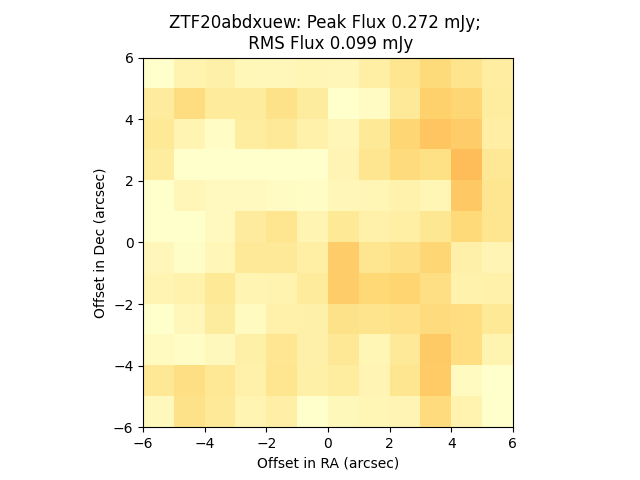 ZTF20abdxuew: Peak Flux 0.272 mJy;
RMS Flux 0.099 mJy
6
4
2
0
−2
−4
−6
Offset in Dec (arcsec)
−6 −4 −2 0 2 4 6
Offset in RA (arcsec)